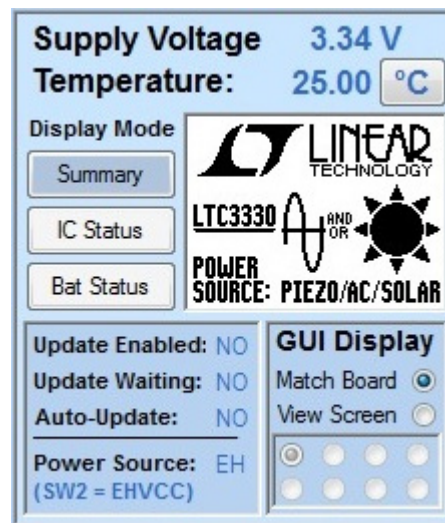 Supply Voltage 3.34 V
Temperature: 25.00 °C
Display Mode
Summary
IC Status
Bat Status
LINEAR
TECHNOLOGY
LTC3330
AND
OR
POWER
SOURCE: PIEZO/AC/SOLAR
Update Enabled: NO
Update Waiting: NO
Auto-Update: NO
Power Source: EH
(SW2 = EHVCC)
GUI Display
Match Board
View Screen